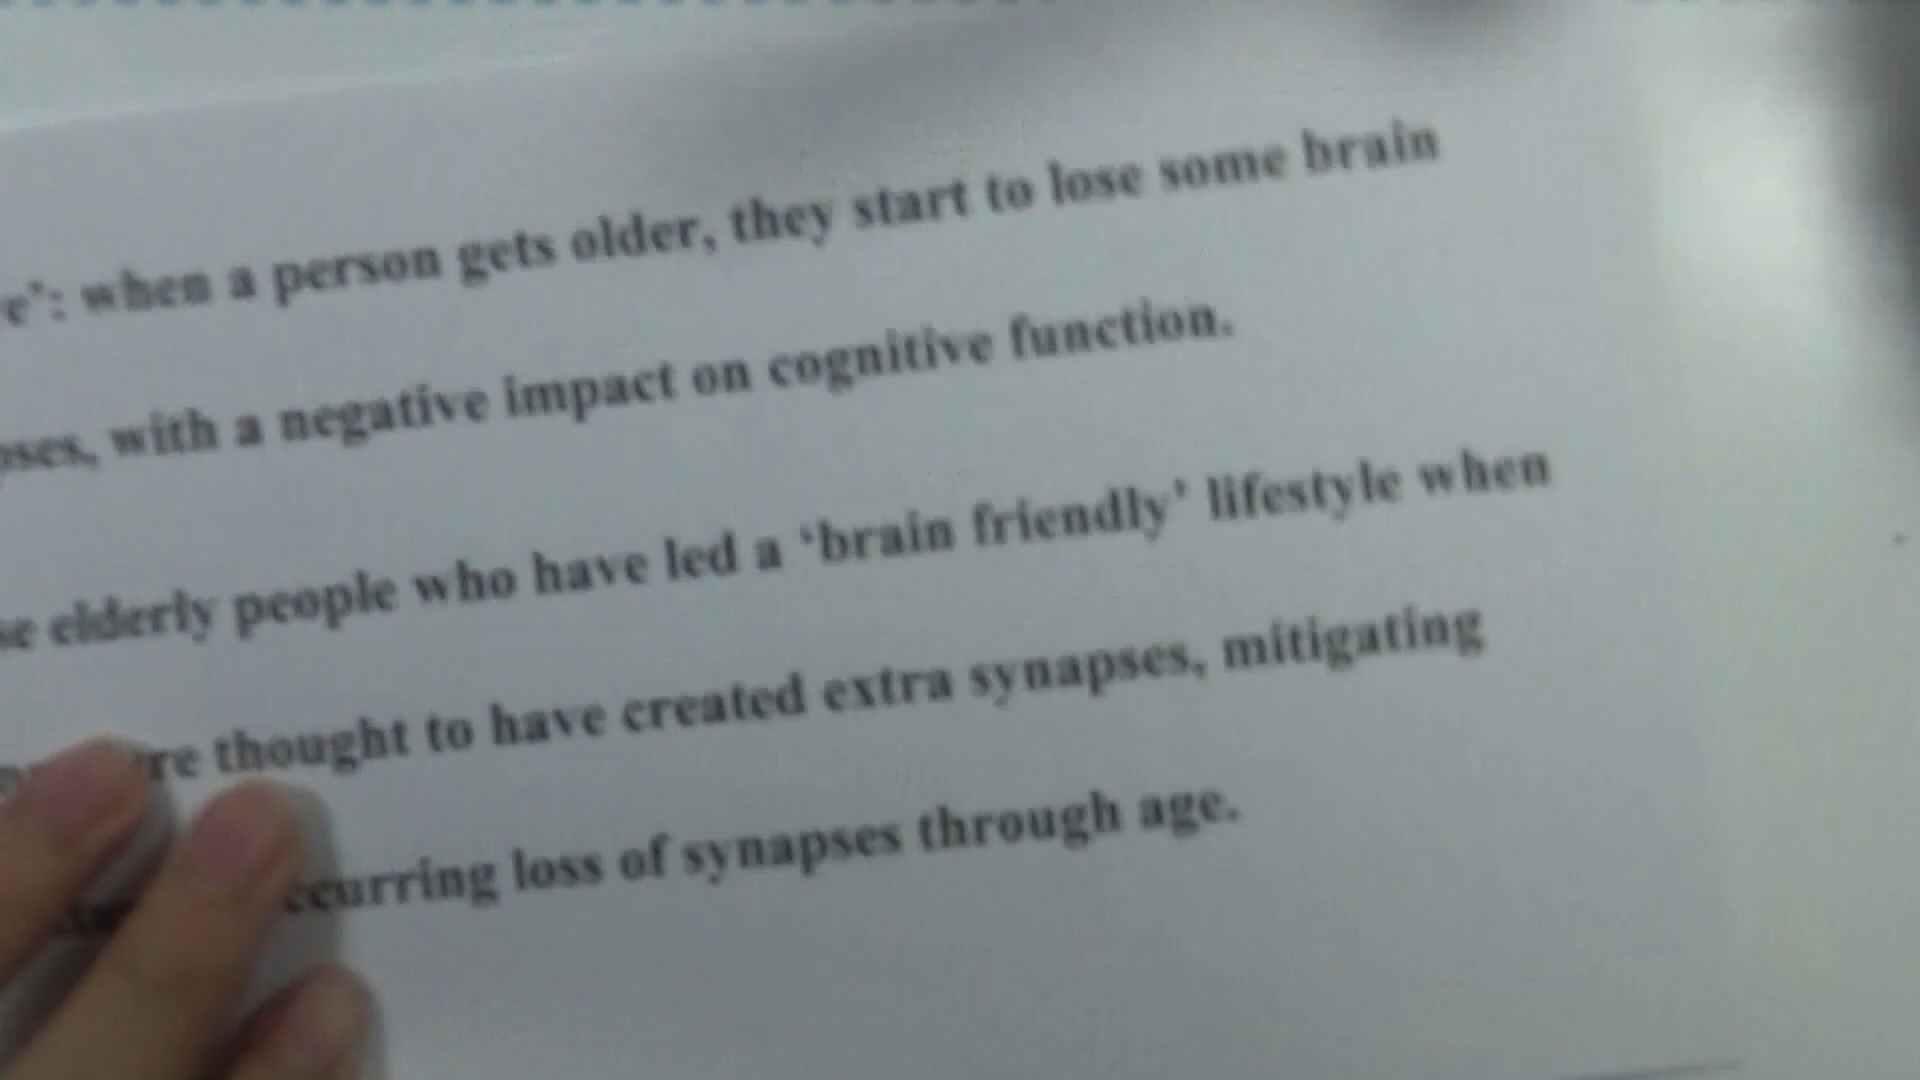 e’: when a person gets older, they start to lose some brain
pses, with a negative impact on cognitive function.
se elderly people who have led a ‘brain friendly’ lifestyle when
re thought to have created extra synapses, mitigating
ccurring loss of synapses through age.